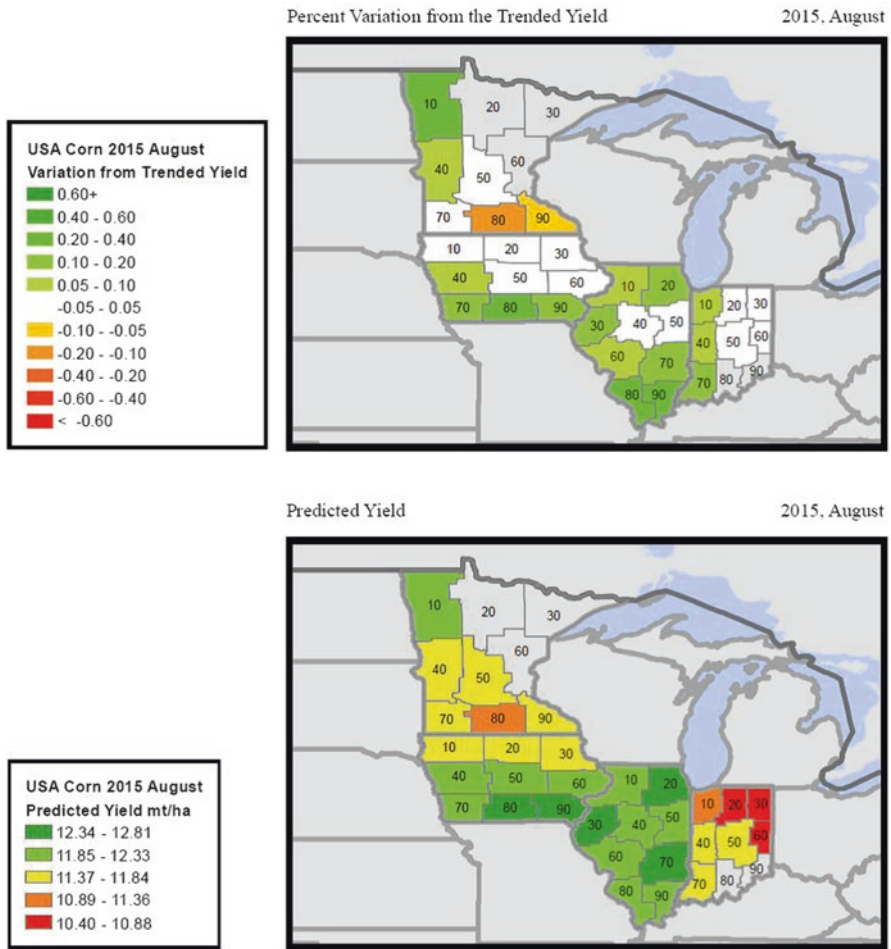 Percent Variation from the Trended Yield 2015, August
USA Corn 2015 August
Variation from Trended Yield
0.60+
0.40 - 0.60
0.20 - 0.40
0.10 - 0.20
0.05 - 0.10
-0.05 - 0.05
-0.10 - -0.05
-0.20 - -0.10
-0.40 - -0.20
-0.60 - -0.40
< -0.60
10 20 30
40 50 60
70 80 90
10 20 30
40 50 60
70 80 90
10 20
30 40 50
60 70
80 90
10 20 30
40 50 60
70 80 90
Predicted Yield 2015, August
USA Corn 2015 August
Predicted Yield mt/ha
12.34 - 12.81
11.85 - 12.33
11.37 - 11.84
10.89 - 11.36
10.40 - 10.88
10 20 30
40 50 60
70 80 90
10 20 30
40 50 60
70 80 90
10 20
30 40 50
60 70
80 90
10 20 30
40 50 60
70 80 90